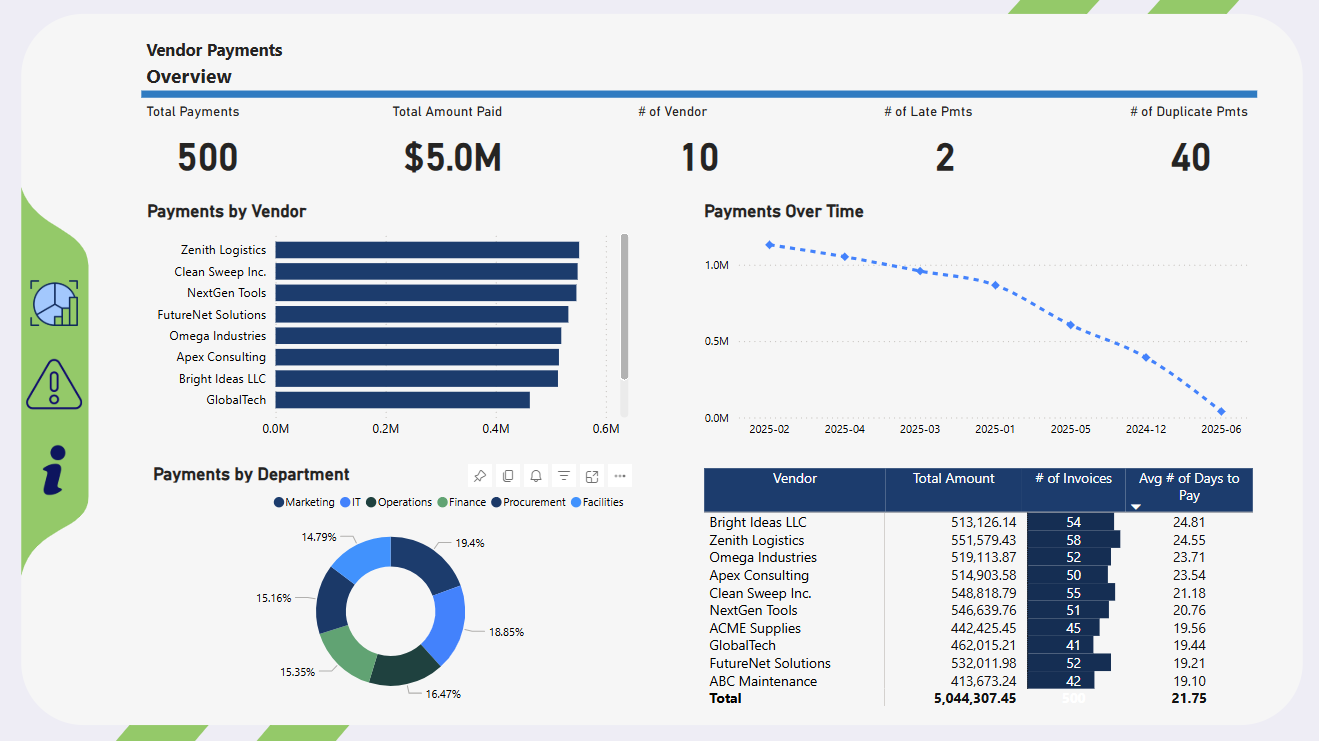 Vendor Payments
Overview
Total Payments
Total Amount Paid
# of Vendor
# of Late Pmts
# of Duplicate Pmts
500
$5.0M
10
2
40
Payments by Vendor
Zenith Logistics
Clean Sweep Inc.
NextGen Tools
FutureNet Solutions
Omega Industries
Apex Consulting
Bright Ideas LLC
GlobalTech
0.0M 0.2M 0.4M 0.6M
Payments Over Time
1.0M
0.5M
0.0M
2025-02 2025-04 2025-03 2025-01 2025-05 2024-12 2025-06
Payments by Department
Marketing IT Operations Finance Procurement Facilities
14.79%
19.4%
15.16%
18.85%
15.35%
16.47%
Vendor Total Amount # of Invoices Avg # of Days to
Pay
Bright Ideas LLC 513,126.14 54 24.81
Zenith Logistics 551,579.43 58 24.55
Omega Industries 519,113.87 52 23.71
Apex Consulting 514,903.58 50 23.54
Clean Sweep Inc. 548,818.79 55 21.18
NextGen Tools 546,639.76 51 20.76
ACME Supplies 442,425.45 45 19.56
GlobalTech 462,015.21 41 19.44
FutureNet Solutions 532,011.98 52 19.21
ABC Maintenance 413,673.24 42 19.10
Total 5,044,307.45 500 21.75